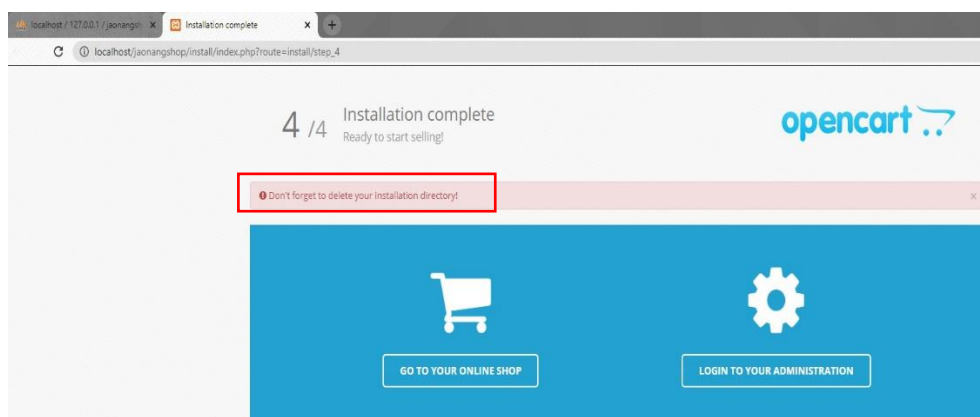 localhost / 127.0.0.1 / jaonangsh
Installation complete
localhost/jaonangshop/install/index.php?route=install/step_4
4 /4
Installation complete
Ready to start selling!
opencart
Don't forget to delete your installation directory!
GO TO YOUR ONLINE SHOP
LOGIN TO YOUR ADMINISTRATION